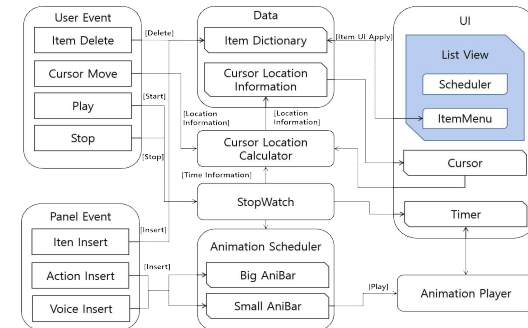 User Event
Item Delete
Cursor Move
Play
Stop
[Delete]
[Start]
[Stop]
[Location
Information]
Data
Item Dictionary
Cursor Location
Information
[Location
Information]
Cursor Location
Calculator
[Time Information]
StopWatch
[Item UI Apply]
UI
List View
Scheduler
ItemMenu
Cursor
Timer
Panel Event
Iten Insert
Action Insert
Voice Insert
[Insert]
[Insert]
Animation Scheduler
Big AniBar
Small AniBar
[Play]
Animation Player